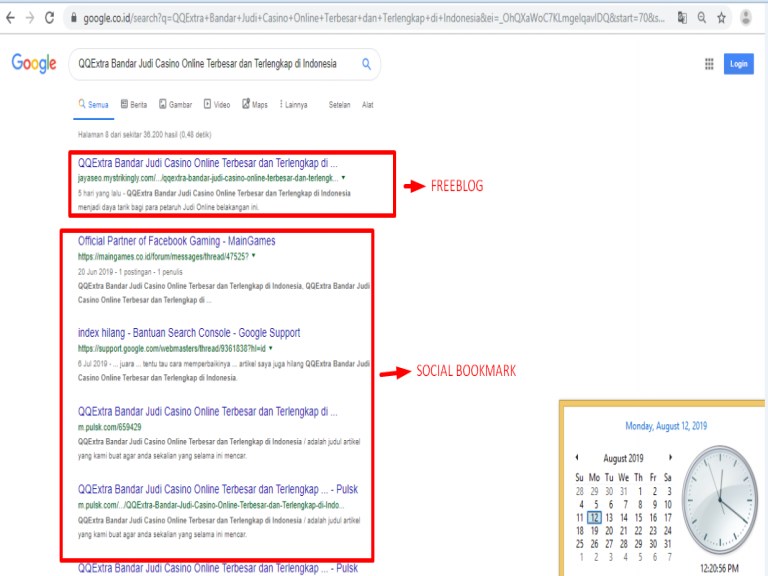 google.co.id/search?q=QQExtra+Bandar+Judi+Casino+Online+Terbesar+dan+Terlengkap+di+Indonesia&ei=_OhQXaWoC7KLmgelqavIDQ&start=70&s...
Google
QQExtra Bandar Judi Casino Online Terbesar dan Terlengkap di Indonesia
Login
Semua Berita Gambar Video Maps Lainnya Setelan Alat
Halaman 8 dari sekitar 36.200 hasil (0,48 detik)
QQExtra Bandar Judi Casino Online Terbesar dan Terlengkap di ...
jayaseo.mystrikingly.com/.../qqextra-bandar-judi-casino-online-terbesar-dan-terlengk...
5 hari yang lalu - QQExtra Bandar Judi Casino Online Terbesar dan Terlengkap di Indonesia
menjadi daya tarik bagi para petaruh Judi Online belakangan ini.
FREEBLOG
Official Partner of Facebook Gaming - MainGames
https://maingames.co.id/forum/messages/thread/47525?
20 Jun 2019 - 1 postingan - 1 penulis
QQExtra Bandar Judi Casino Online Terbesar dan Terlengkap di Indonesia, QQExtra Bandar Judi
Casino Online Terbesar dan Terlengkap di ...
index hilang - Bantuan Search Console - Google Support
https://support.google.com/webmasters/thread/9361838?hl=id
6 Jul 2019 - ... juara ... tentu tau cara memperbaikinya ... artikel saya juga hilang QQExtra Bandar Judi
Casino Online Terbesar dan Terlengkap di Indonesia.
SOCIAL BOOKMARK
QQExtra Bandar Judi Casino Online Terbesar dan Terlengkap di ...
m.pulsk.com/659429
QQExtra Bandar Judi Casino Online Terbesar dan Terlengkap di Indonesia / adalah judul artikel
yang kami buat agar anda sekalian yang selama ini mencar.
QQExtra Bandar Judi Casino Online Terbesar dan Terlengkap ... - Pulsk
m.pulsk.com/.../QQExtra-Bandar-Judi-Casino-Online-Terbesar-dan-Terlengkap-di-Indo...
QQExtra Bandar Judi Casino Online Terbesar dan Terlengkap di Indonesia / adalah judul artikel
yang kami buat agar anda sekalian yang selama ini mencar.
QQExtra Bandar Judi Casino Online Terbesar dan Terlengkap ... - Pulsk
Monday, August 12, 2019
August 2019
Su Mo Tu We Th Fr Sa
28 29 30 31 1 2 3
4 5 6 7 8 9 10
11 12 13 14 15 16 17
18 19 20 21 22 23 24
25 26 27 28 29 30 31
1 2 3 4 5 6 7
12:20:56 PM